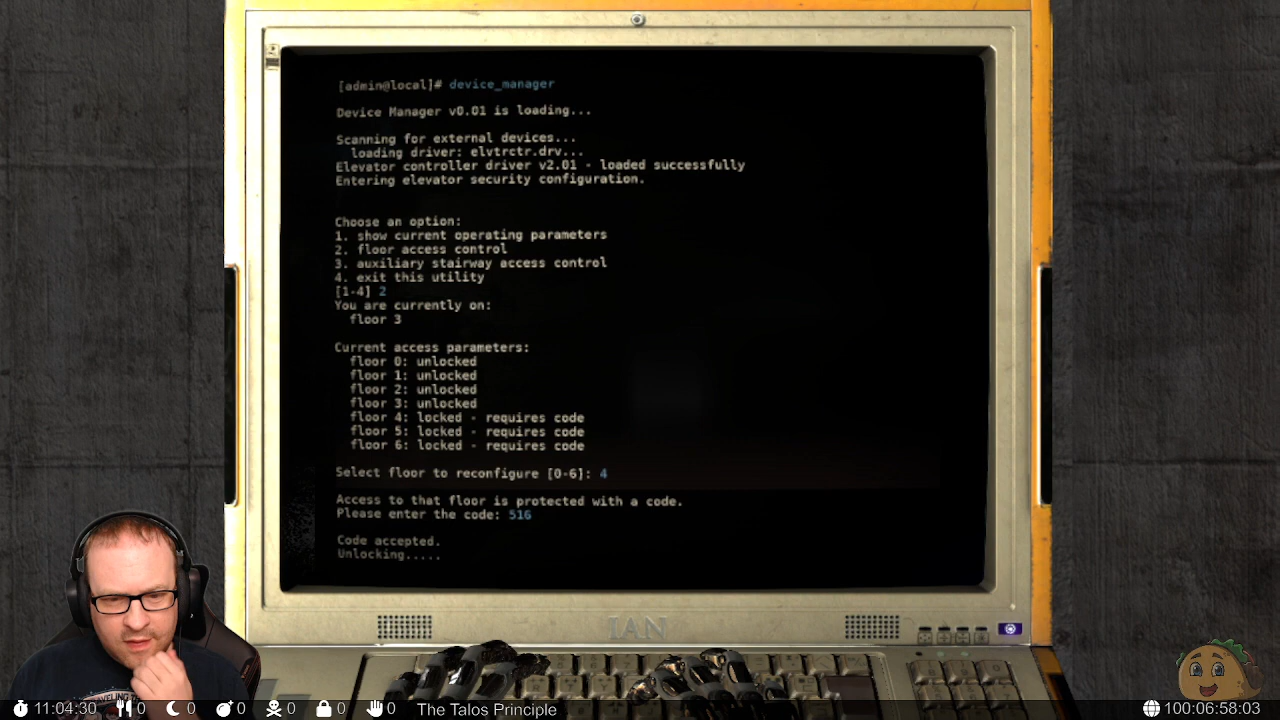 [admin@local]# device_manager
Device Manager v0.01 is loading...
Scanning for external devices...
loading driver: elvtrctr.drv...
Elevator controller driver v2.01 - loaded successfully
Entering elevator security configuration.
Choose an option:
1. show current operating parameters
2. floor access control
3. auxiliary stairway access control
4. exit this utility
[1-4] 2
You are currently on:
floor 3
Current access parameters:
floor 0: unlocked
floor 1: unlocked
floor 2: unlocked
floor 3: unlocked
floor 4: locked - requires code
floor 5: locked - requires code
floor 6: locked - requires code
Select floor to reconfigure [0-6]: 4
Access to that floor is protected with a code.
Please enter the code: 516
Code accepted.
Unlocking.....
IAN
11:04:30 0 0 0 0 0 0 The Talos Principle 100:06:58:03